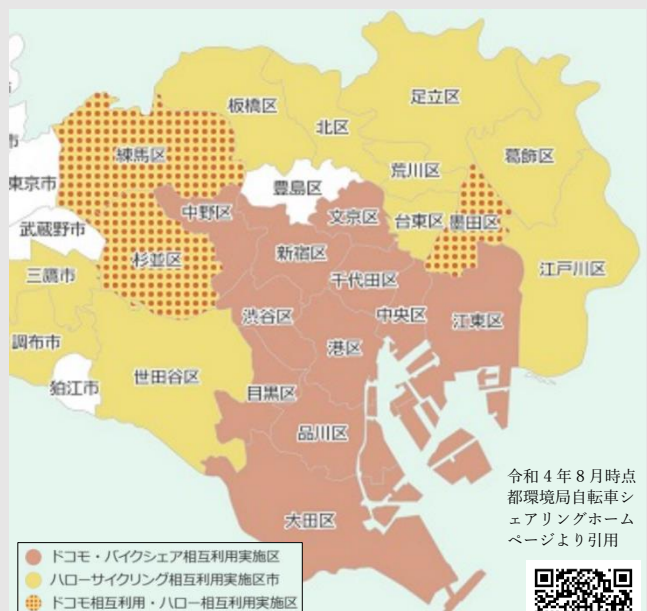 板橋区
足立区
北区
練馬区
葛飾区
荒川区
東京市
豊島区
中野区
文京区
台東区
墨田区
武蔵野市
杉並区
新宿区
江戸川区
三鷹市
千代田区
渋谷区
中央区
江東区
調布市
港区
世田谷区
狛江市
目黒区
品川区
大田区
市
令和4年8月時点
都環境局自転車シ
ェアリングホーム
ページより引用
ドコモ・バイクシェア相互利用実施区
ハローサイクリング相互利用実施区市
ドコモ相互利用・ハロー相互利用実施区